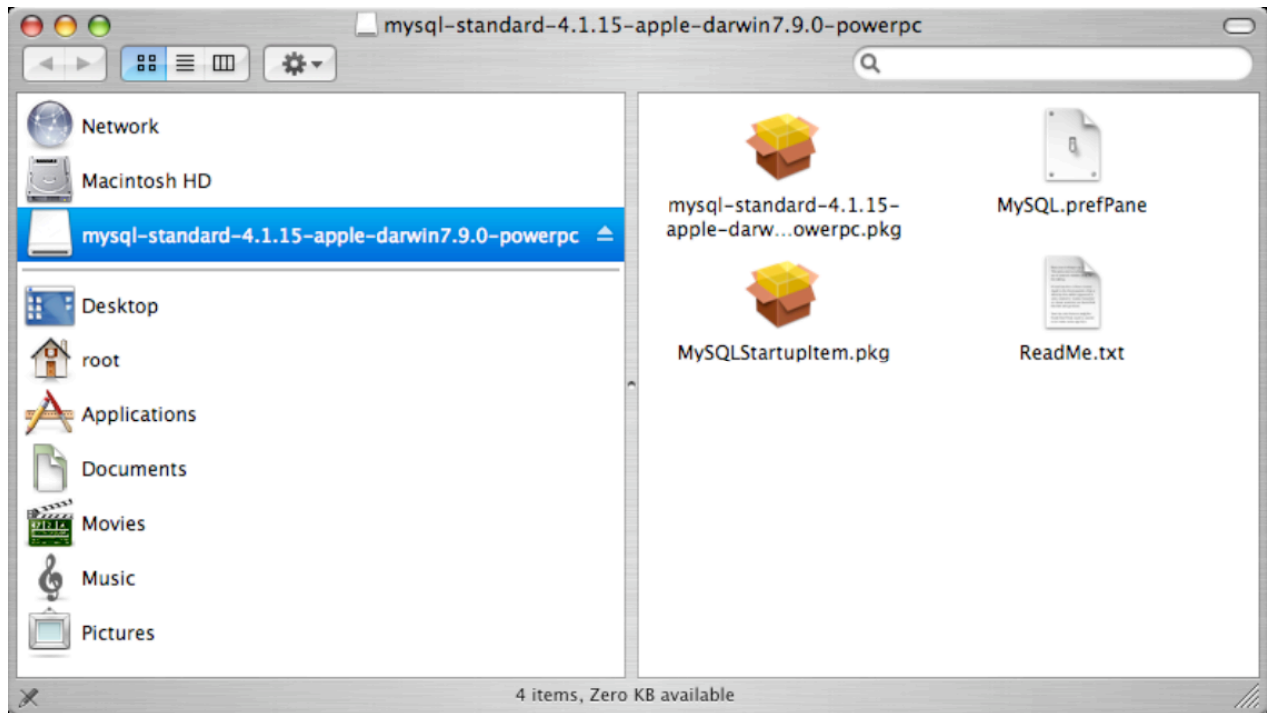 mysql-standard-4.1.15-apple-darwin7.9.0-powerpc
Network
Macintosh HD
mysql-standard-4.1.15-apple-darwin7.9.0-powerpc
Desktop
root
Applications
Documents
Movies
Music
Pictures
mysql-standard-4.1.15-
apple-darw...owerpc.pkg
MySQL.prefPane
MySQLStartupItem.pkg
ReadMe.txt
4 items, Zero KB available